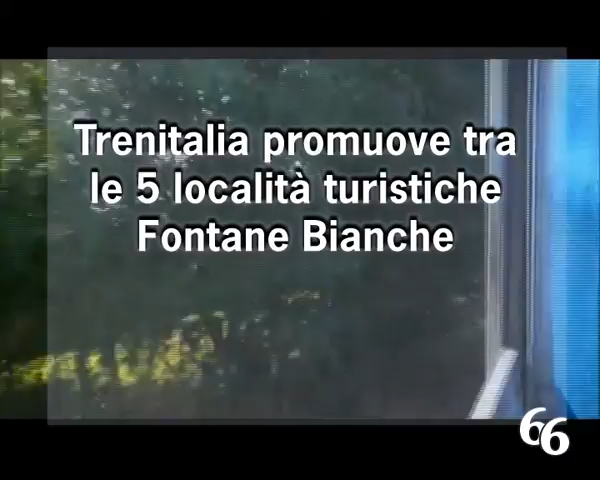 Trenitalia promuove tra
le 5 località turistiche
Fontane Bianche
66